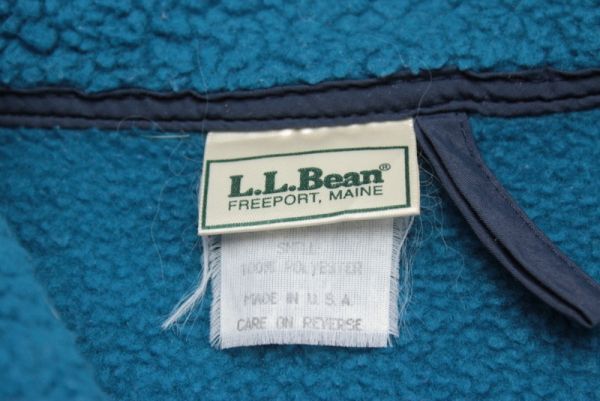 L.L.Bean®
FREEPORT, MAINE
SMALL
100% POLYESTER
MADE IN U.S.A.
CARE ON REVERSE